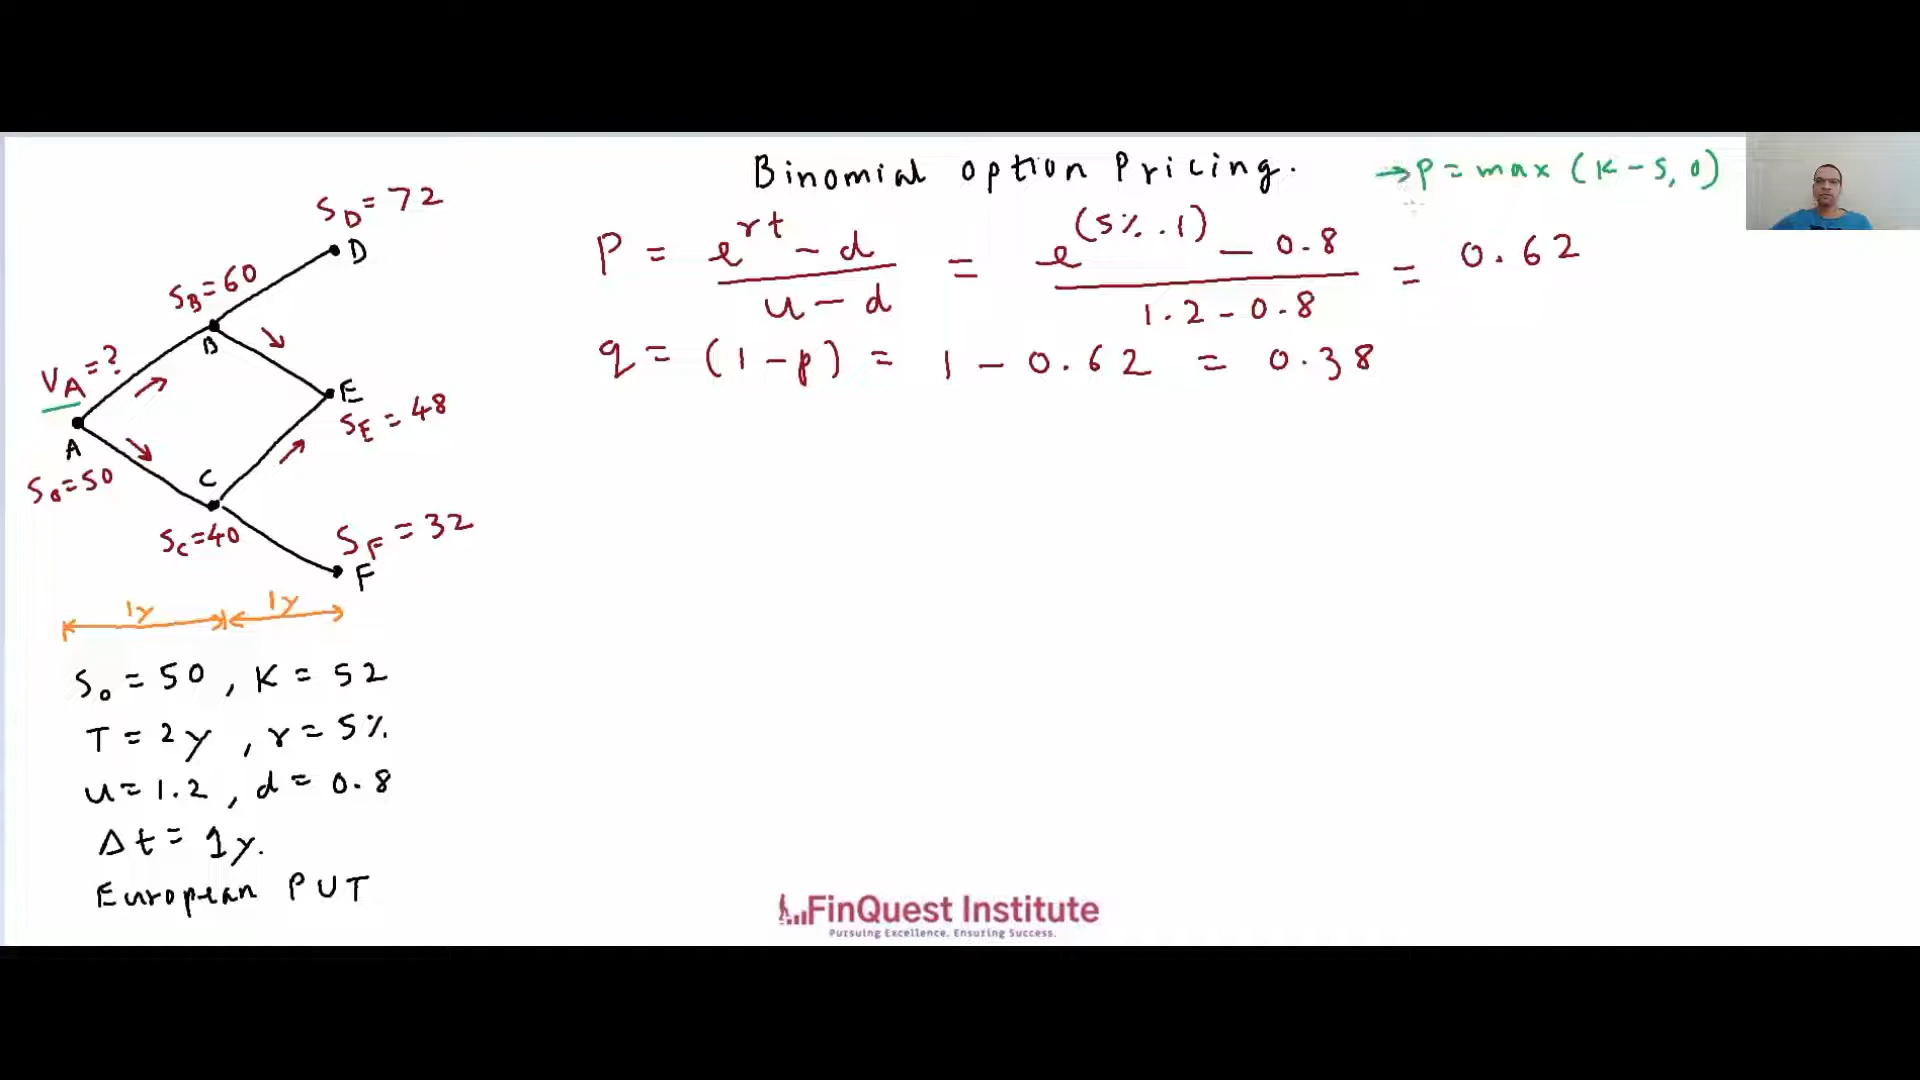 Binomial option Pricing.
→ P = max (K - S, 0)
P = (e^rt - d) / (u - d) = (e^(5% . 1) - 0.8) / (1.2 - 0.8) = 0.62
q = (1 - p) = 1 - 0.62 = 0.38
S_D = 72
D
S_B = 60
B
V_A = ?
A
S_0 = 50
E
S_E = 48
C
S_C = 40
S_F = 32
F
1y 1y
S_0 = 50, K = 52
T = 2y, r = 5%
u = 1.2, d = 0.8
Δt = 1y.
European PUT
FinQuest Institute
Pursuing Excellence. Ensuring Success.